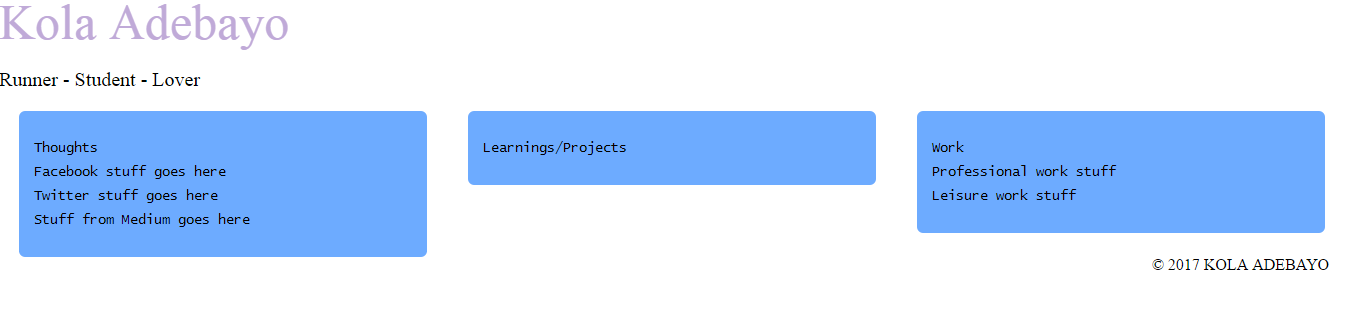 Kola Adebayo
Runner - Student - Lover
Thoughts
Facebook stuff goes here
Twitter stuff goes here
Stuff from Medium goes here
Learnings/Projects
Work
Professional work stuff
Leisure work stuff
© 2017 KOLA ADEBAYO